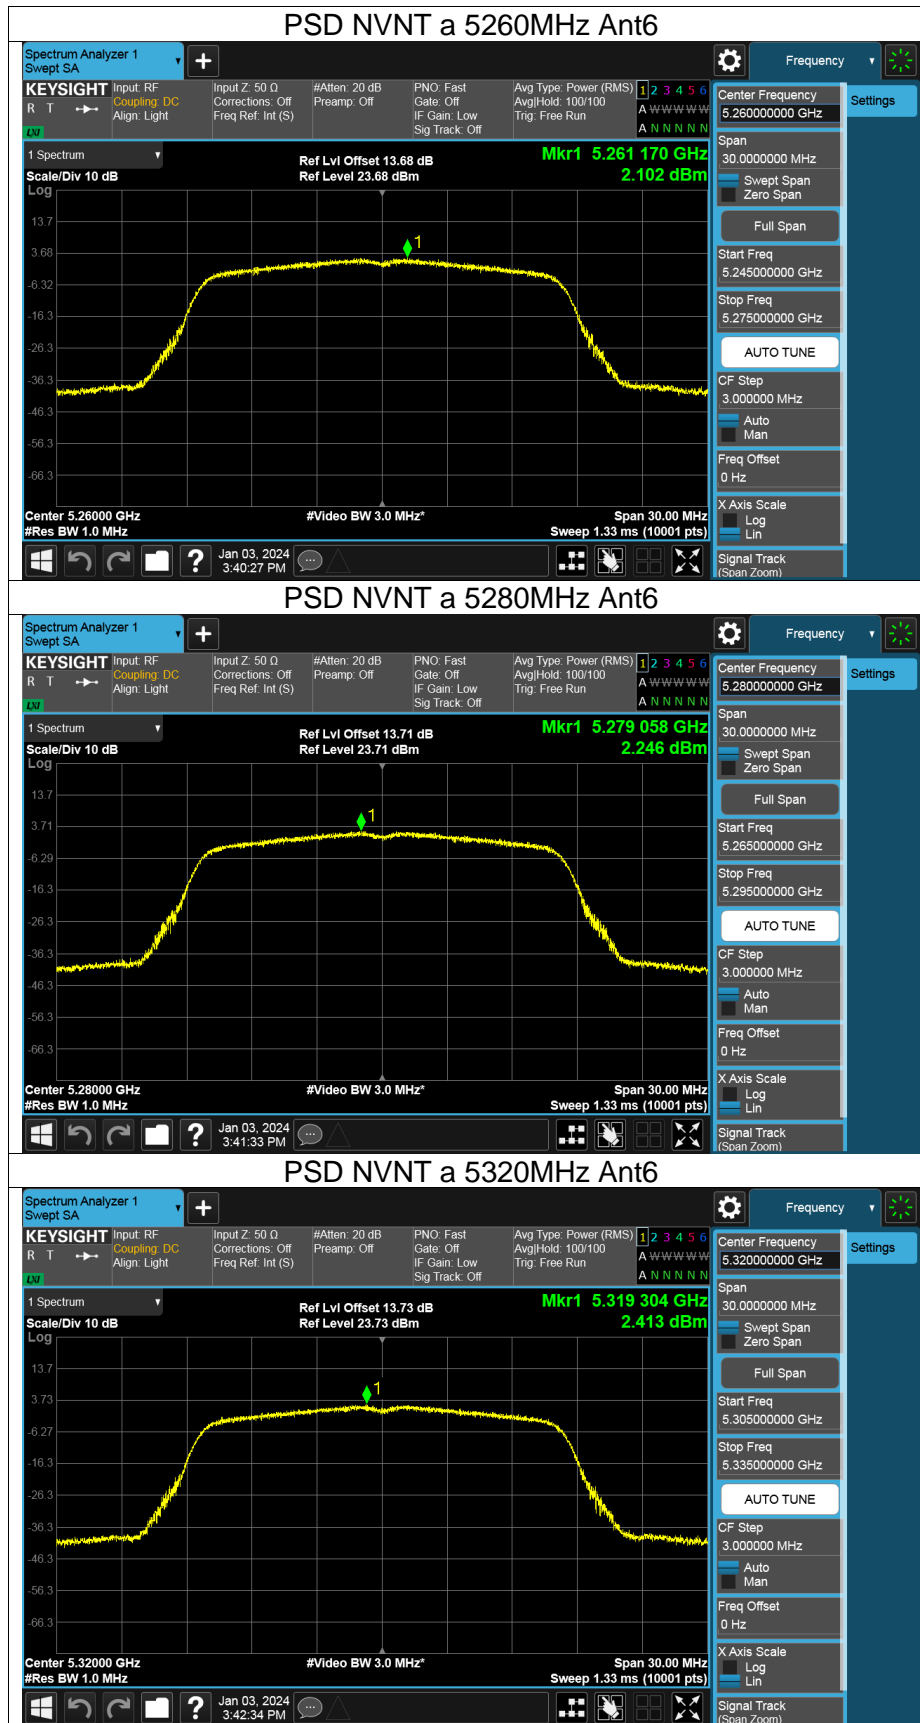 PSD NVNT a 5260MHz Ant6
Spectrum Analyzer 1
Swept SA
+
Frequency
KEYSIGHT
R T
LXI
Input: RF
Coupling: DC
Align: Light
Input Z: 50 Ω
Corrections: Off
Freq Ref: Int (S)
#Atten: 20 dB
Preamp: Off
PNO: Fast
Gate: Off
IF Gain: Low
Sig Track: Off
Avg Type: Power (RMS)
Avg|Hold: 100/100
Trig: Free Run
1 2 3 4 5 6
A W W W W W
A N N N N N
Center Frequency
5.260000000 GHz
Settings
Span
30.0000000 MHz
Swept Span
Zero Span
Full Span
Start Freq
5.245000000 GHz
Stop Freq
5.275000000 GHz
AUTO TUNE
CF Step
3.000000 MHz
Auto
Man
Freq Offset
0 Hz
X Axis Scale
Log
Lin
Signal Track
(Span Zoom)
1 Spectrum
Scale/Div 10 dB
Log
Ref Lvl Offset 13.68 dB
Ref Level 23.68 dBm
Mkr1 5.261 170 GHz
2.102 dBm
1
13.7
3.68
-6.32
-16.3
-26.3
-36.3
-46.3
-56.3
-66.3
Center 5.26000 GHz
#Res BW 1.0 MHz
#Video BW 3.0 MHz*
Span 30.00 MHz
Sweep 1.33 ms (10001 pts)
?
Jan 03, 2024
3:40:27 PM
PSD NVNT a 5280MHz Ant6
Spectrum Analyzer 1
Swept SA
+
Frequency
KEYSIGHT
R T
LXI
Input: RF
Coupling: DC
Align: Light
Input Z: 50 Ω
Corrections: Off
Freq Ref: Int (S)
#Atten: 20 dB
Preamp: Off
PNO: Fast
Gate: Off
IF Gain: Low
Sig Track: Off
Avg Type: Power (RMS)
Avg|Hold: 100/100
Trig: Free Run
1 2 3 4 5 6
A W W W W W
A N N N N N
Center Frequency
5.280000000 GHz
Settings
Span
30.0000000 MHz
Swept Span
Zero Span
Full Span
Start Freq
5.265000000 GHz
Stop Freq
5.295000000 GHz
AUTO TUNE
CF Step
3.000000 MHz
Auto
Man
Freq Offset
0 Hz
X Axis Scale
Log
Lin
Signal Track
(Span Zoom)
1 Spectrum
Scale/Div 10 dB
Log
Ref Lvl Offset 13.71 dB
Ref Level 23.71 dBm
Mkr1 5.279 058 GHz
2.246 dBm
1
13.7
3.71
-6.29
-16.3
-26.3
-36.3
-46.3
-56.3
-66.3
Center 5.28000 GHz
#Res BW 1.0 MHz
#Video BW 3.0 MHz*
Span 30.00 MHz
Sweep 1.33 ms (10001 pts)
?
Jan 03, 2024
3:41:33 PM
PSD NVNT a 5320MHz Ant6
Spectrum Analyzer 1
Swept SA
+
Frequency
KEYSIGHT
R T
LXI
Input: RF
Coupling: DC
Align: Light
Input Z: 50 Ω
Corrections: Off
Freq Ref: Int (S)
#Atten: 20 dB
Preamp: Off
PNO: Fast
Gate: Off
IF Gain: Low
Sig Track: Off
Avg Type: Power (RMS)
Avg|Hold: 100/100
Trig: Free Run
1 2 3 4 5 6
A W W W W W
A N N N N N
Center Frequency
5.320000000 GHz
Settings
Span
30.0000000 MHz
Swept Span
Zero Span
Full Span
Start Freq
5.305000000 GHz
Stop Freq
5.335000000 GHz
AUTO TUNE
CF Step
3.000000 MHz
Auto
Man
Freq Offset
0 Hz
X Axis Scale
Log
Lin
Signal Track
(Span Zoom)
1 Spectrum
Scale/Div 10 dB
Log
Ref Lvl Offset 13.73 dB
Ref Level 23.73 dBm
Mkr1 5.319 304 GHz
2.413 dBm
1
13.7
3.73
-6.27
-16.3
-26.3
-36.3
-46.3
-56.3
-66.3
Center 5.32000 GHz
#Res BW 1.0 MHz
#Video BW 3.0 MHz*
Span 30.00 MHz
Sweep 1.33 ms (10001 pts)
?
Jan 03, 2024
3:42:34 PM